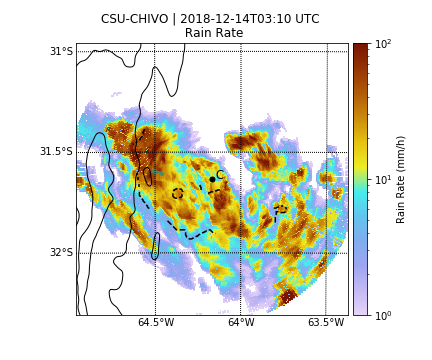 CSU-CHIVO | 2018-12-14T03:10 UTC
Rain Rate
31°S
31.5°S
32°S
64.5°W
64°W
63.5°W
C
10²
10¹
10⁰
Rain Rate (mm/h)